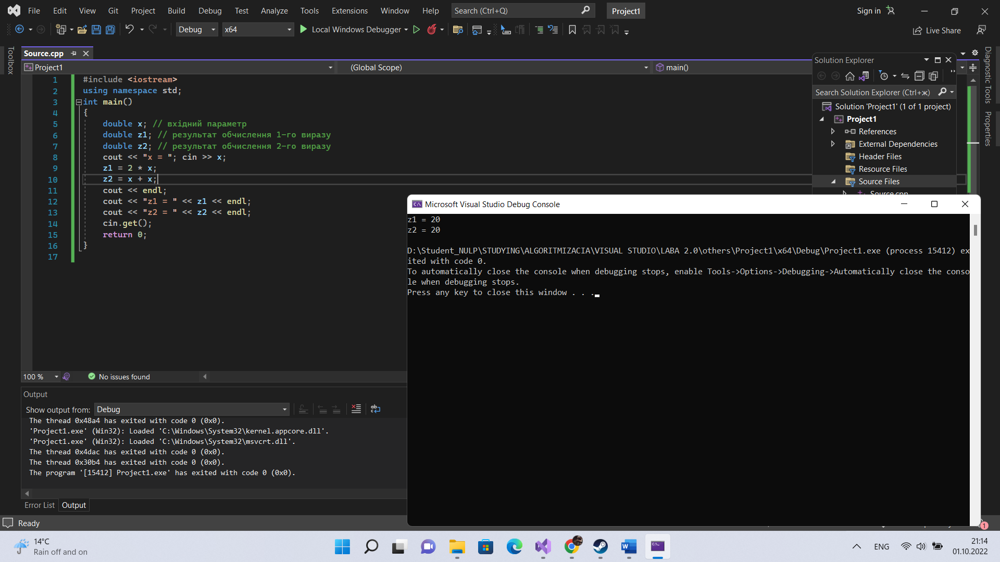 File Edit View Git Project Build Debug Test Analyze Tools Extensions Window Help Search (Ctrl+Q) Project1 Sign in
Debug x64 Local Windows Debugger Live Share
Toolbox
Source.cpp
Project1 (Global Scope) main()
1 #include <iostream>
2 using namespace std;
3 int main()
4 {
5 double x; // вхідний параметр
6 double z1; // результат обчислення 1-го виразу
7 double z2; // результат обчислення 2-го виразу
8 cout << "x = "; cin >> x;
9 z1 = 2 * x;
10 z2 = x + x;
11 cout << endl;
12 cout << "z1 = " << z1 << endl;
13 cout << "z2 = " << z2 << endl;
14 cin.get();
15 return 0;
16 }
17
100 % No issues found
Solution Explorer
Search Solution Explorer (Ctrl+ж)
Solution 'Project1' (1 of 1 project)
Project1
References
External Dependencies
Header Files
Resource Files
Source Files
Source.cpp
Diagnostic Tools
Properties
Microsoft Visual Studio Debug Console
z1 = 20
z2 = 20
D:\Student_NULP\STUDYING\ALGORITMIZACIA\VISUAL STUDIO\LABA 2.0\others\Project1\x64\Debug\Project1.exe (process 15412) ex
ited with code 0.
To automatically close the console when debugging stops, enable Tools->Options->Debugging->Automatically close the conso
le when debugging stops.
Press any key to close this window . . .
Output
Show output from: Debug
The thread 0x48a4 has exited with code 0 (0x0).
'Project1.exe' (Win32): Loaded 'C:\Windows\System32\kernel.appcore.dll'.
'Project1.exe' (Win32): Loaded 'C:\Windows\System32\msvcrt.dll'.
The thread 0x4dac has exited with code 0 (0x0).
The thread 0x30b4 has exited with code 0 (0x0).
The program '[15412] Project1.exe' has exited with code 0 (0x0).
Error List Output
Ready 1
14°C
Rain off and on
ENG
21:14
01.10.2022